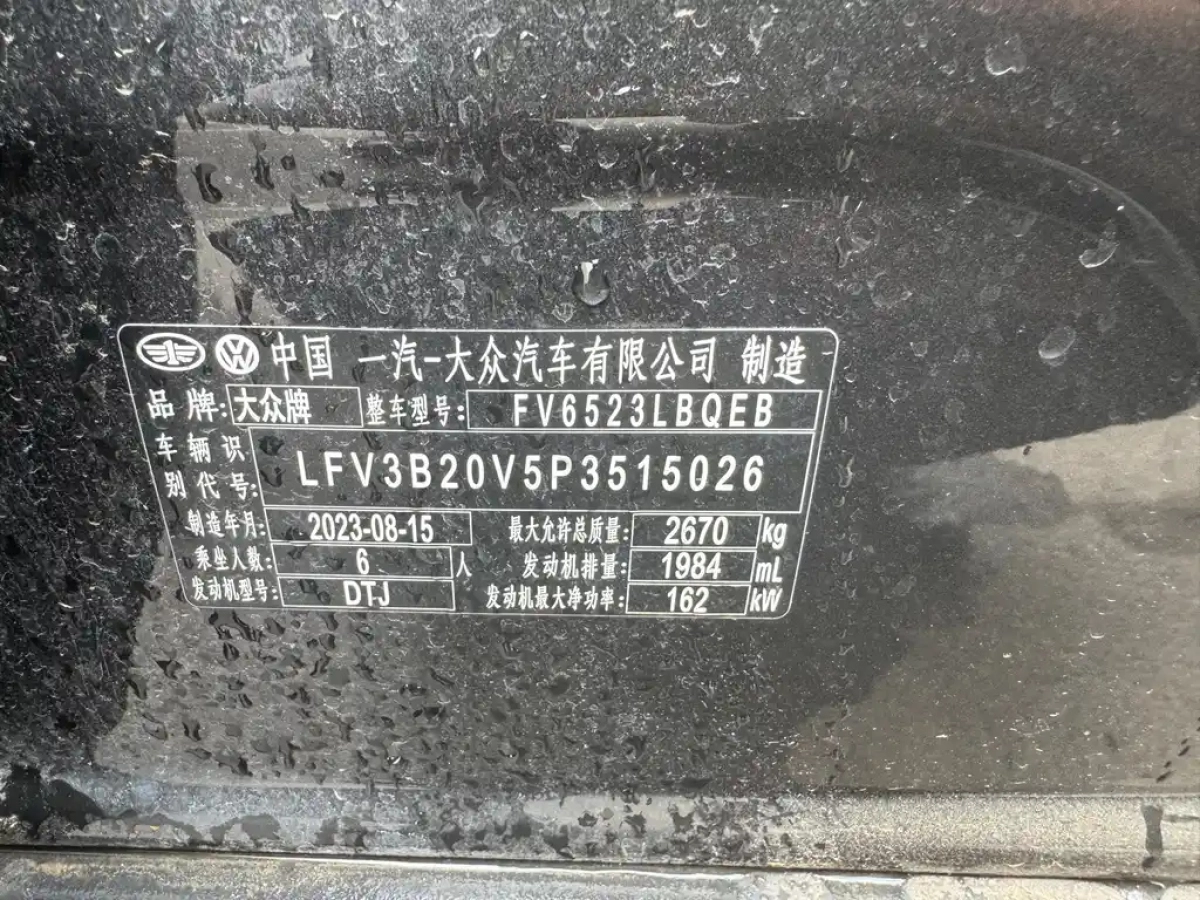 中国 一汽-大众汽车有限公司 制造
品牌: 大众牌 整车型号: FV6523LBQEB
车辆识
别代号: LFV3B20V5P3515026
制造年月: 2023-08-15 最大允许总质量: 2670 kg
乘坐人数: 6 人 发动机排量: 1984 mL
发动机型号: DTJ 发动机最大净功率: 162 kW